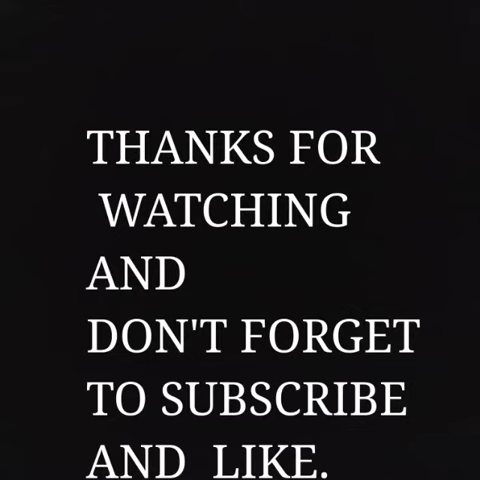 THANKS FOR
WATCHING
AND
DON'T FORGET
TO SUBSCRIBE
AND LIKE.